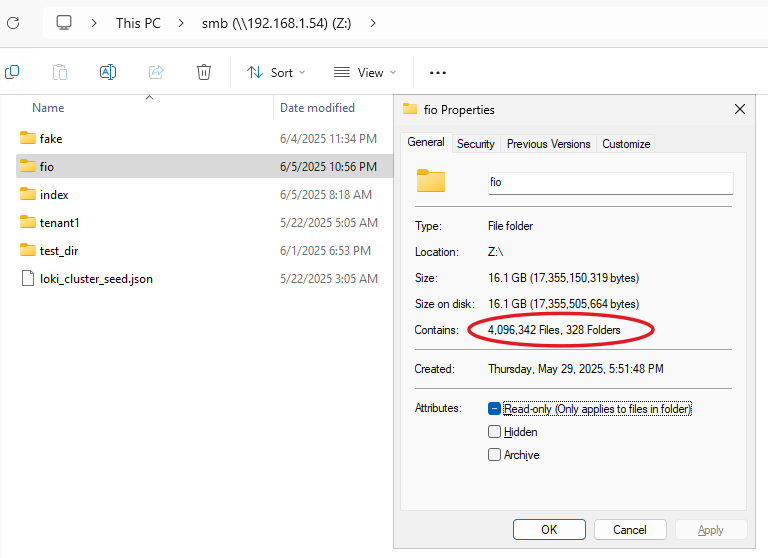 This PC > smb (\\192.168.1.54) (Z:) >
Sort View
Name Date modified
fake 6/4/2025 11:34 PM
fio 6/5/2025 10:56 PM
index 6/5/2025 8:18 AM
tenant1 5/22/2025 5:05 AM
test_dir 6/1/2025 6:53 PM
loki_cluster_seed.json 5/22/2025 3:05 AM
fio Properties
General Security Previous Versions Customize
fio
Type: File folder
Location: Z:\
Size: 16.1 GB (17,355,150,319 bytes)
Size on disk: 16.1 GB (17,355,505,664 bytes)
Contains: 4,096,342 Files, 328 Folders
Created: Thursday, May 29, 2025, 5:51:48 PM
Attributes: Read-only (Only applies to files in folder)
Hidden
Archive
OK Cancel Apply